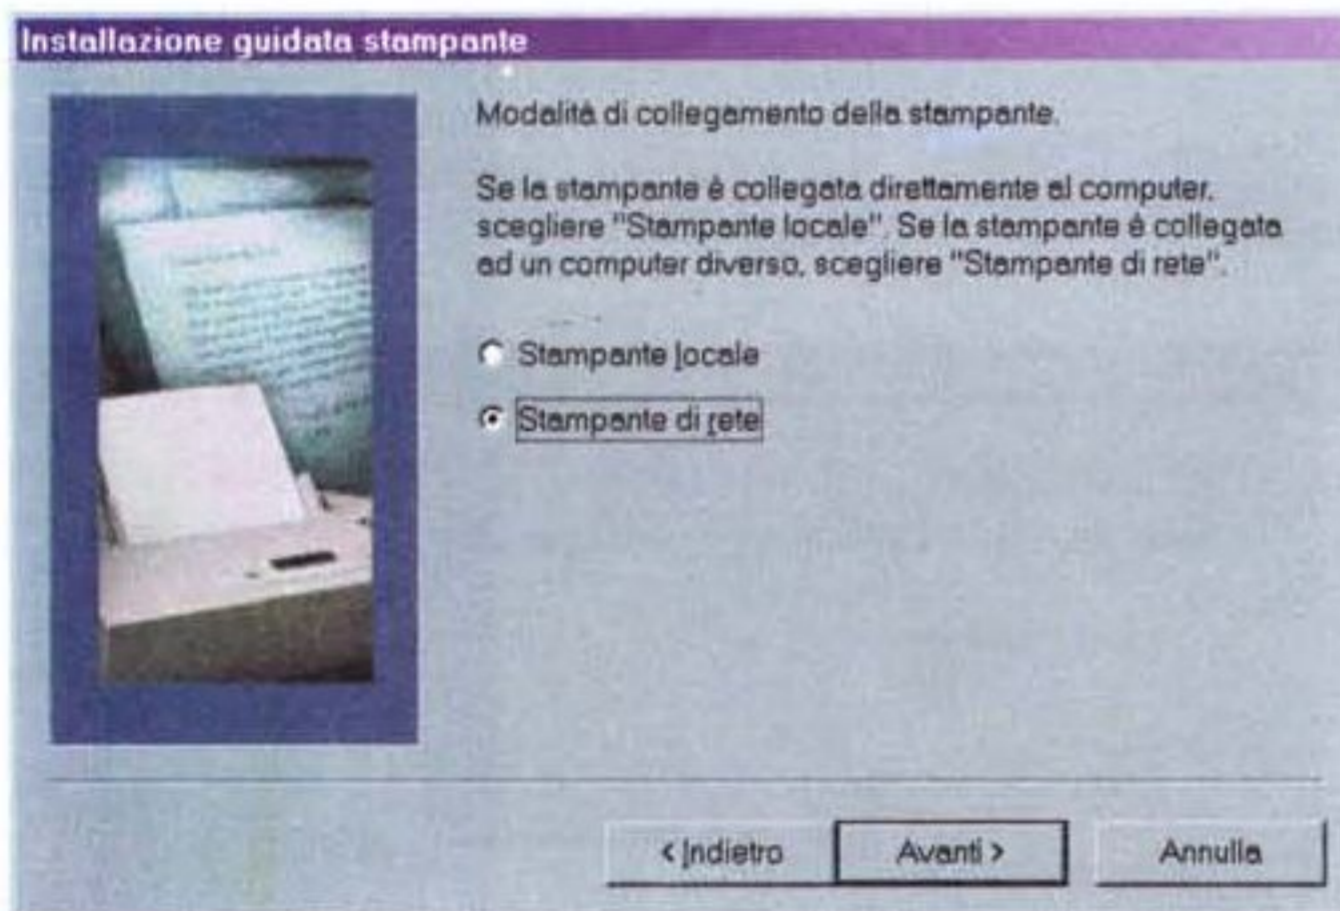 Installazione guidata stampante
Modalità di collegamento della stampante.
Se la stampante è collegata direttamente al computer,
scegliere "Stampante locale". Se la stampante è collegata
ad un computer diverso, scegliere "Stampante di rete".
Stampante locale
Stampante di rete
< Indietro
Avanti >
Annulla